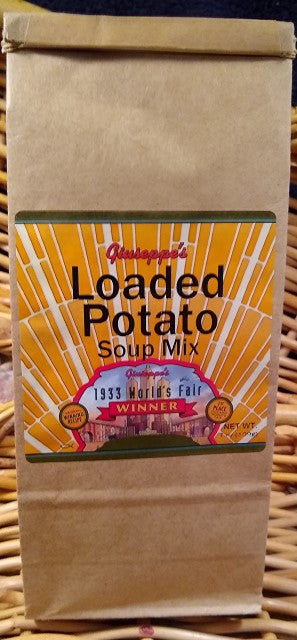 Giuseppe's
Loaded
Potato
Soup Mix
Giuseppe's
1933 World's Fair
WINNER
NET WT.